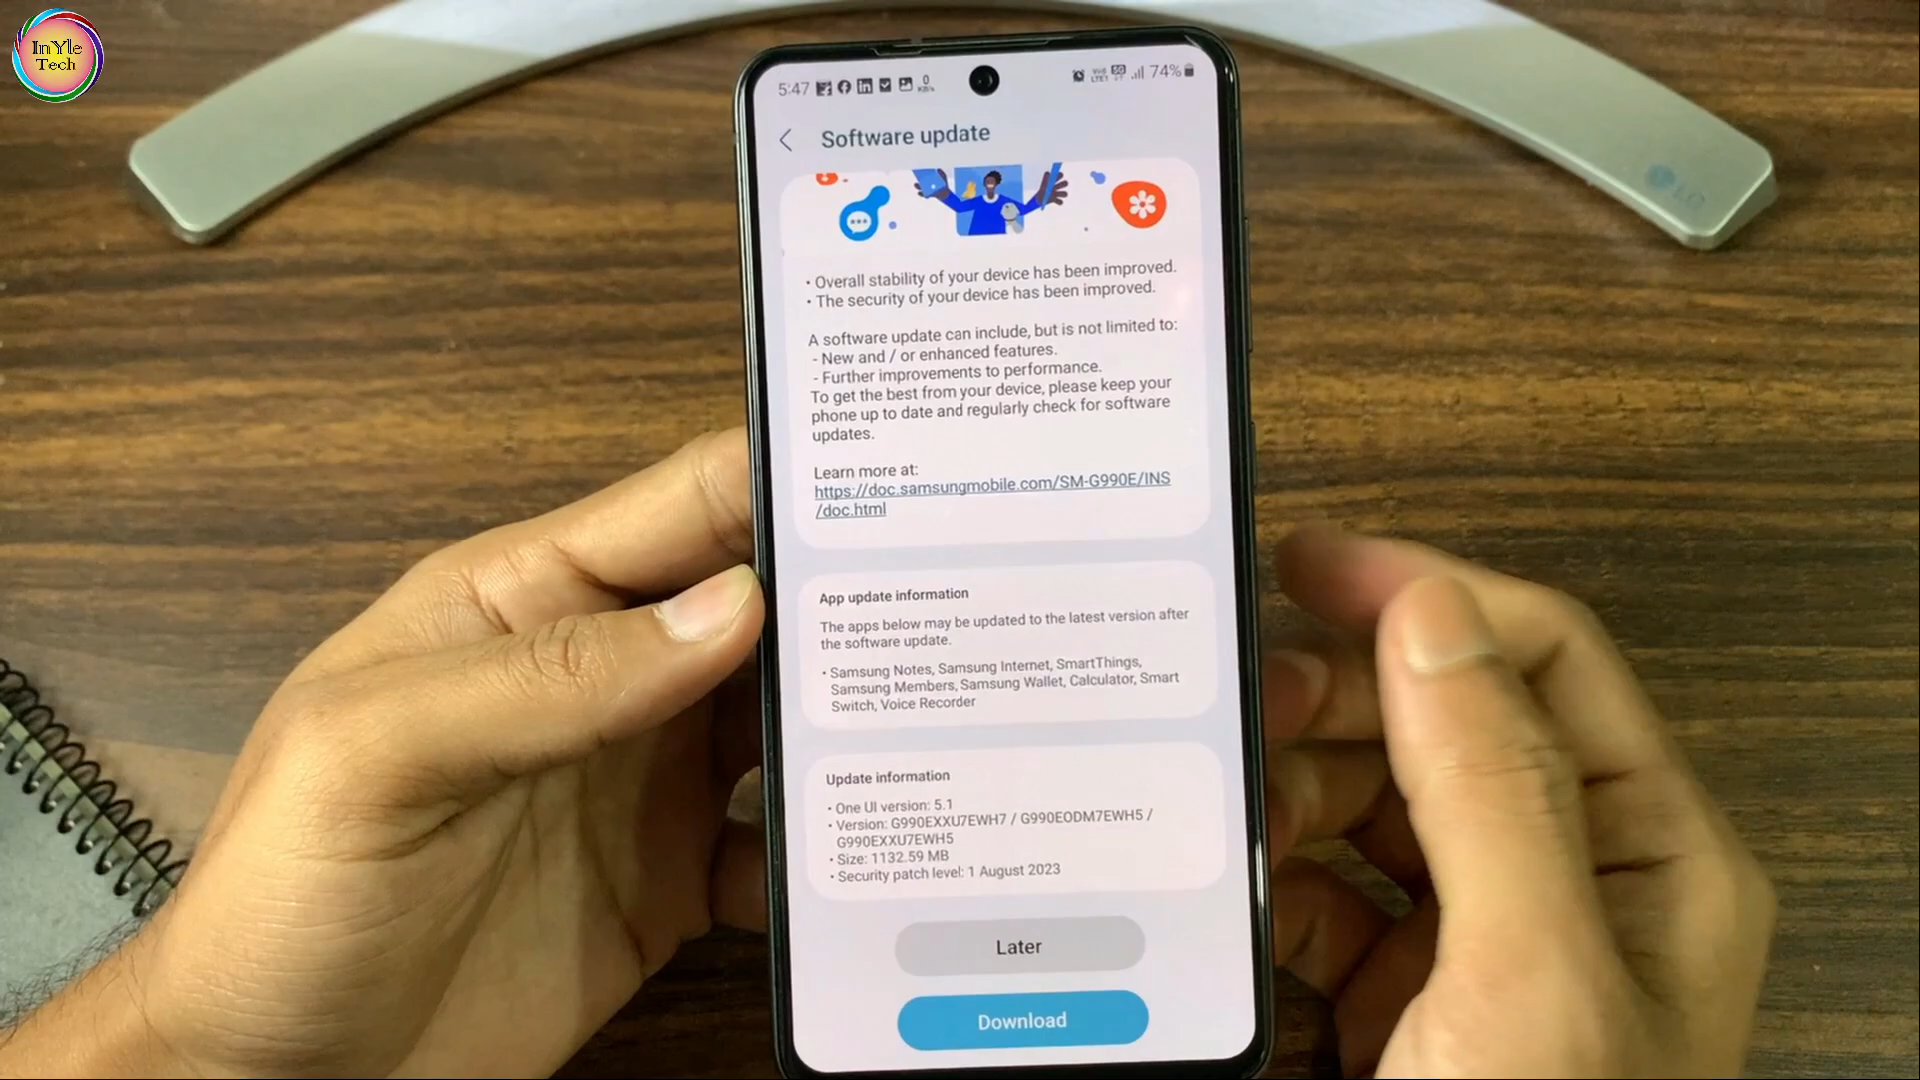 InYle
Tech
5:47
0
KB/s
74%
Software update
• Overall stability of your device has been improved.
• The security of your device has been improved.
A software update can include, but is not limited to:
- New and / or enhanced features.
- Further improvements to performance.
To get the best from your device, please keep your
phone up to date and regularly check for software
updates.
Learn more at:
https://doc.samsungmobile.com/SM-G990E/INS
/doc.html
App update information
The apps below may be updated to the latest version after
the software update.
• Samsung Notes, Samsung Internet, SmartThings,
Samsung Members, Samsung Wallet, Calculator, Smart
Switch, Voice Recorder
Update information
• One UI version: 5.1
• Version: G990EXXU7EWH7 / G990EODM7EWH5 /
G990EXXU7EWH5
• Size: 1132.59 MB
• Security patch level: 1 August 2023
Later
Download
LG